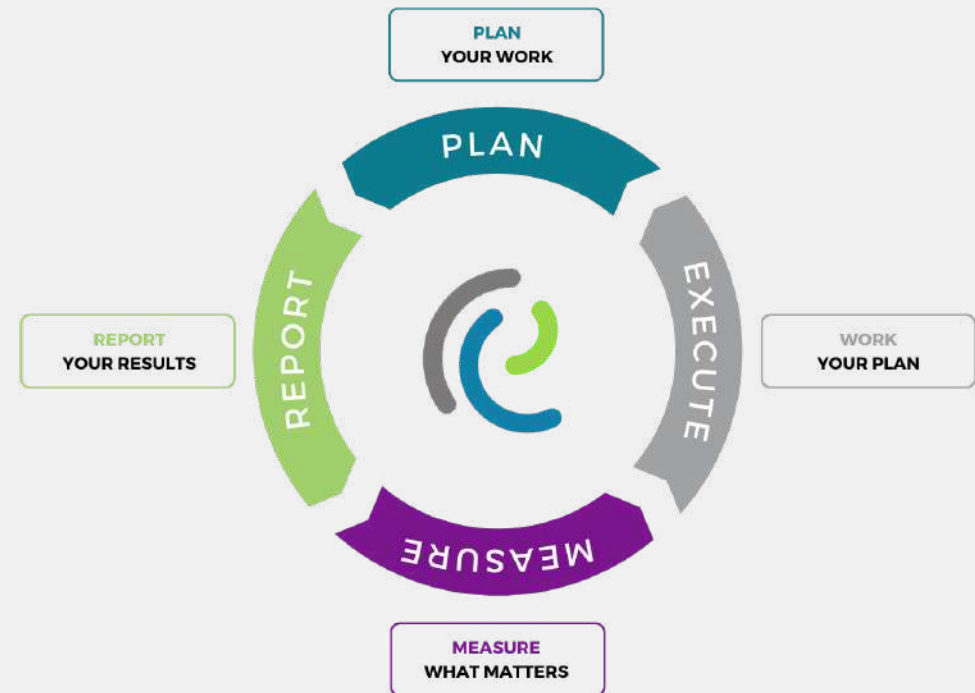 PLAN
YOUR WORK
PLAN
EXECUTE
WORK
YOUR PLAN
MEASURE
MEASURE
WHAT MATTERS
REPORT
REPORT
YOUR RESULTS